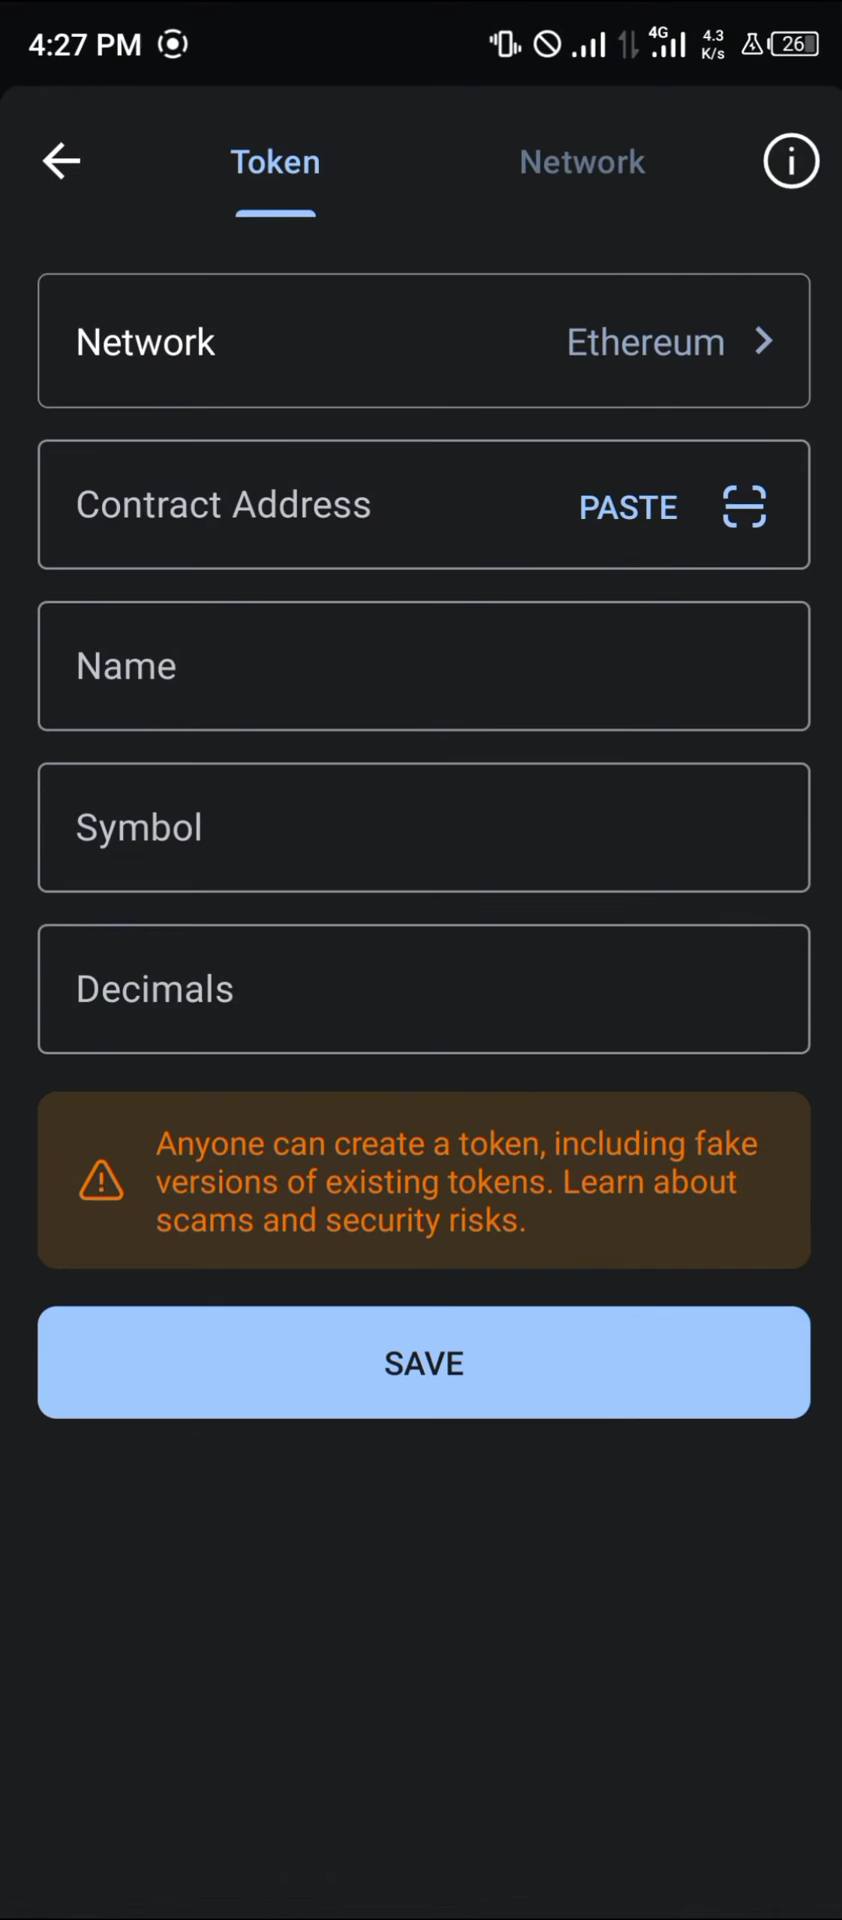 4:27 PM
4G
4.3
K/s
26
Token
Network
Network
Ethereum
Contract Address
PASTE
Name
Symbol
Decimals
Anyone can create a token, including fake
versions of existing tokens. Learn about
scams and security risks.
SAVE